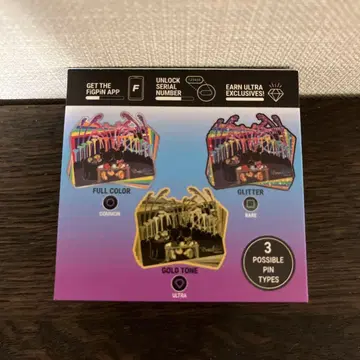 GET THE
FiGPiN APP
F
UNLOCK
SERIAL
NUMBER
EARN ULTRA
EXCLUSIVES!
FULL COLOR
COMMON
GLITTER
RARE
GOLD TONE
ULTRA
3
POSSIBLE
PIN
TYPES